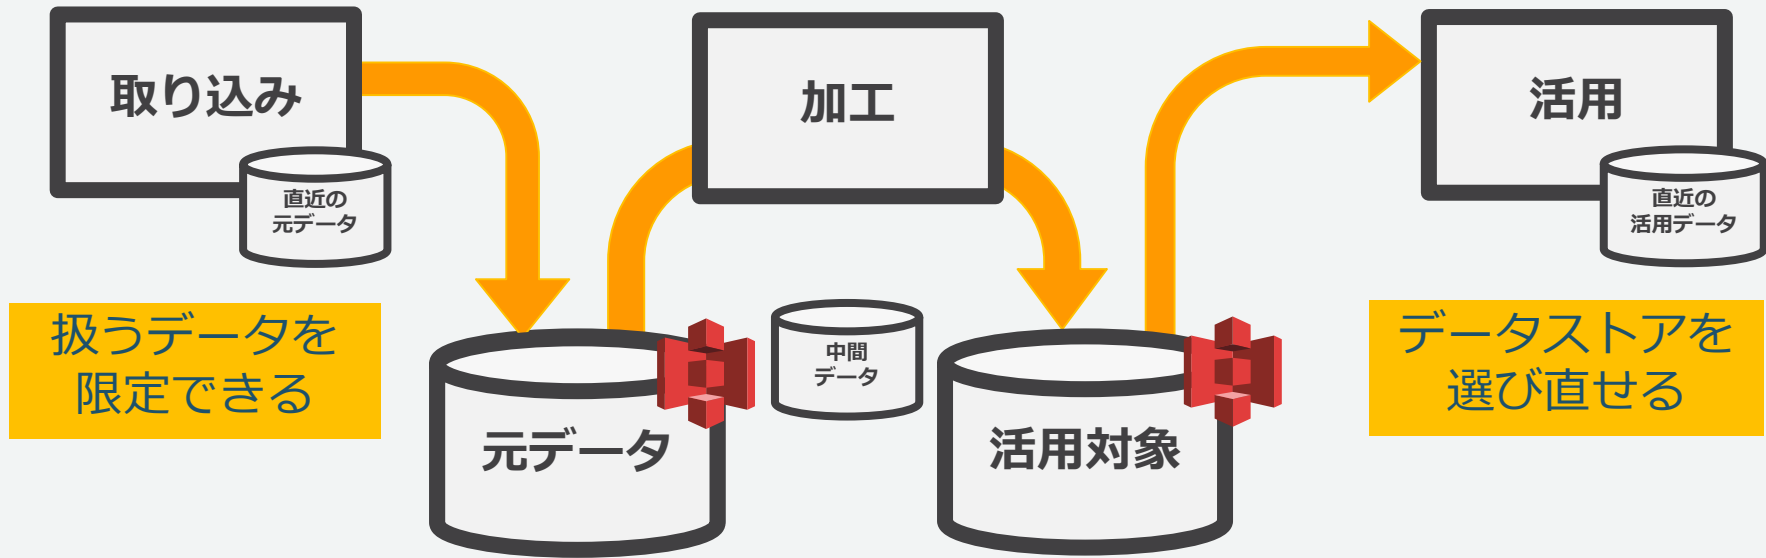 取り込み
直近の
元データ
加工
活用
直近の
活用データ
扱うデータを
限定できる
元データ
中間
データ
活用対象
データストアを
選び直せる